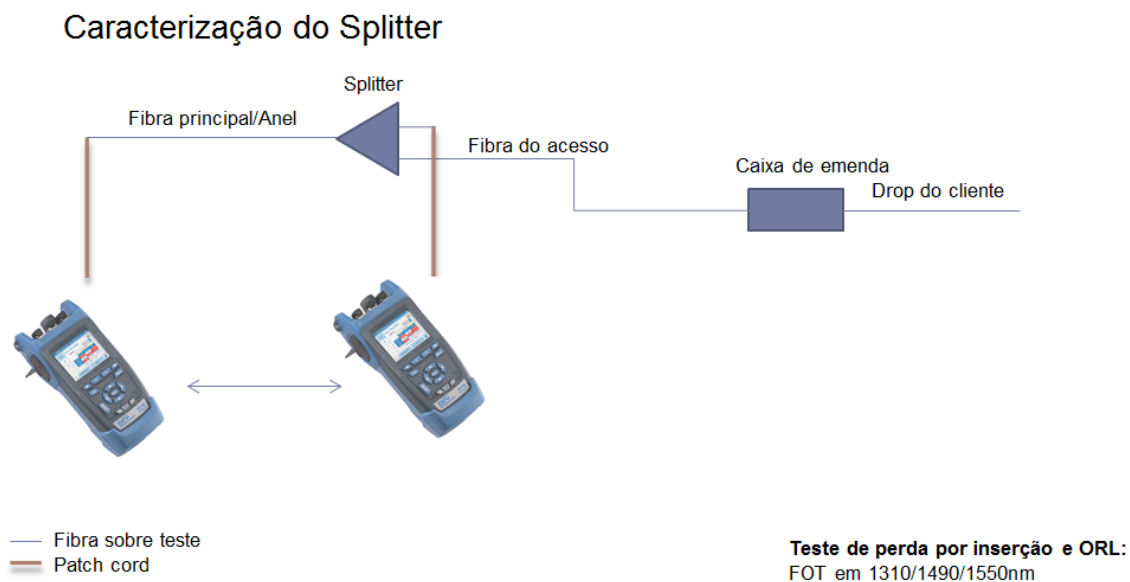 Caracterização do Splitter
Splitter
Fibra principal/Anel
Fibra do acesso
Caixa de emenda
Drop do cliente
Fibra sobre teste
Patch cord
Teste de perda por inserção e ORL:
FOT em 1310/1490/1550nm